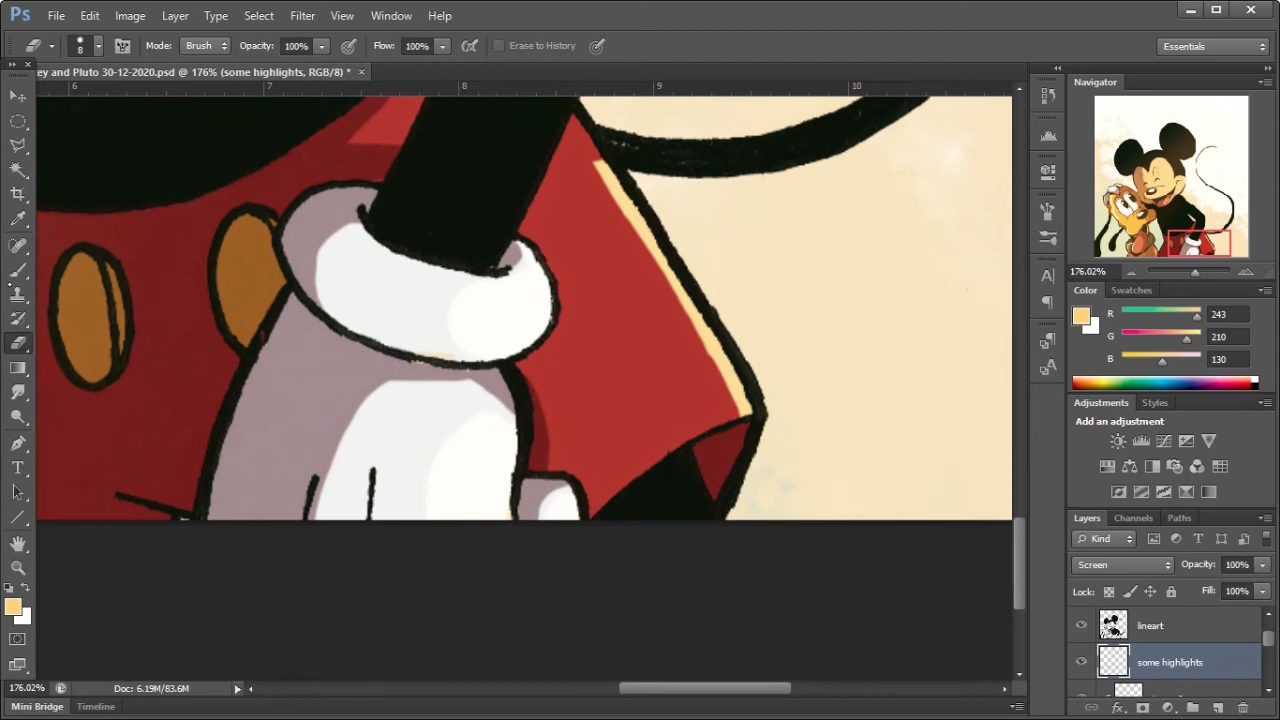 Ps File Edit Image Layer Type Select Filter View Window Help
8 Mode: Brush Opacity: 100% Flow: 100% Erase to History Essentials
ey and Pluto 30-12-2020.psd @ 176% (some highlights, RGB/8) * ×
6 7 8 9 10
Navigator
176.02%
Color Swatches
R 243
G 210
B 130
Adjustments Styles
Add an adjustment
Layers Channels Paths
Kind
Screen Opacity: 100%
Lock: Fill: 100%
lineart
some highlights
176.02% Doc: 6.19M/83.6M
Mini Bridge Timeline